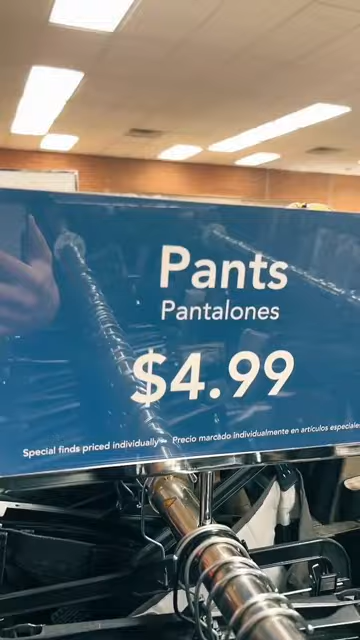 Pants
Pantalones
$4.99
Special finds priced individually – Precio marcado individualmente en artículos especiales